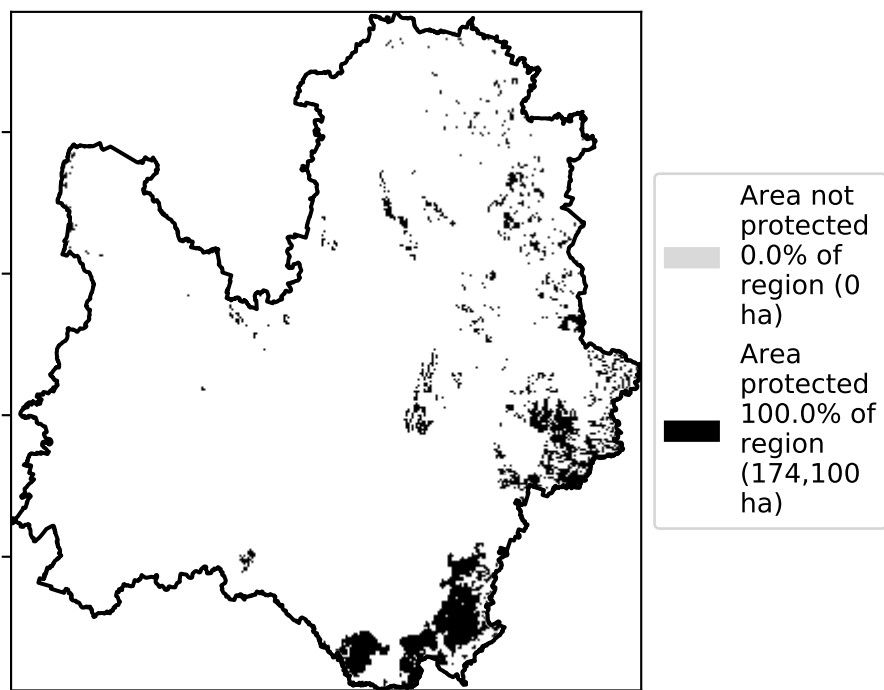 Area not
protected
0.0% of
region (0
ha)
Area
protected
100.0% of
region
(174,100
ha)